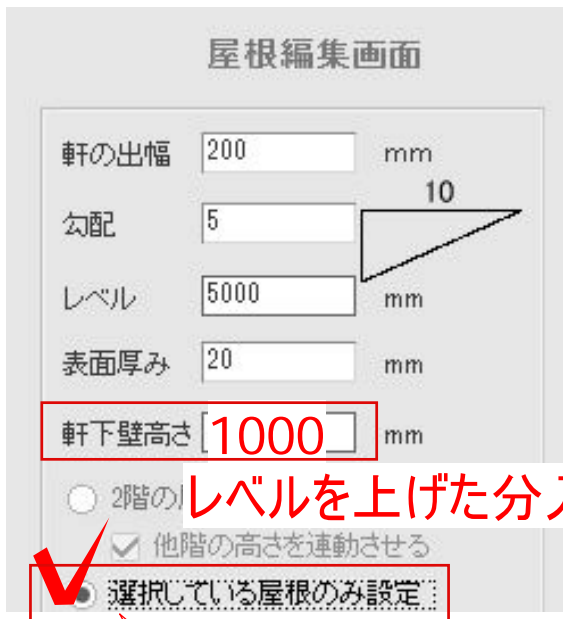 屋根編集画面
軒の出幅 200 mm
10
勾配 5
レベル 5000 mm
表面厚み 20 mm
軒下壁高さ 1000 mm
2階の
レベルを上げた分
他階の高さを連動させる
選択している屋根のみ設定